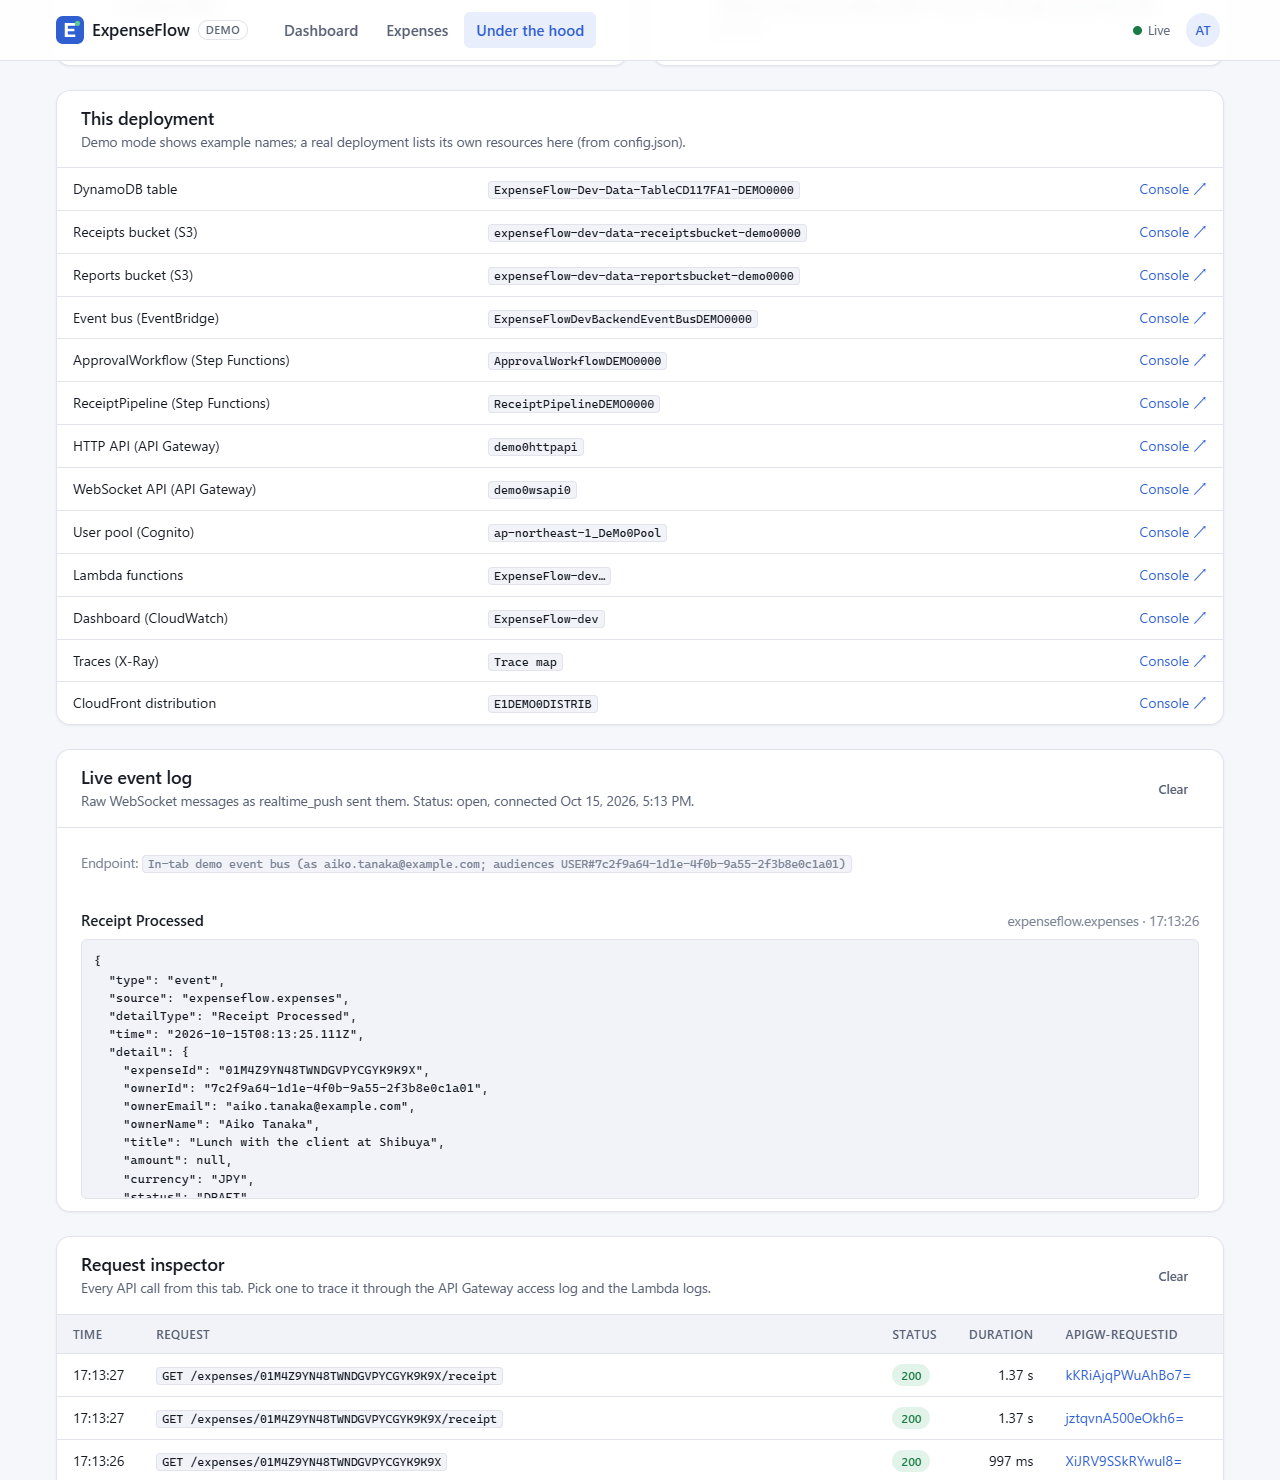 ExpenseFlow DEMO Dashboard Expenses Under the hood Live AT
This deployment
Demo mode shows example names; a real deployment lists its own resources here (from config.json).
DynamoDB table ExpenseFlow-Dev-Data-TableCD117FA1-DEMO0000 Console
Receipts bucket (S3) expenseflow-dev-data-receiptsbucket-demo0000 Console
Reports bucket (S3) expenseflow-dev-data-reportsbucket-demo0000 Console
Event bus (EventBridge) ExpenseFlowDevBackendEventBusDEMO0000 Console
ApprovalWorkflow (Step Functions) ApprovalWorkflowDEMO0000 Console
ReceiptPipeline (Step Functions) ReceiptPipelineDEMO0000 Console
HTTP API (API Gateway) demo0httpapi Console
WebSocket API (API Gateway) demo0wsapi0 Console
User pool (Cognito) ap-northeast-1_DeMo0Pool Console
Lambda functions ExpenseFlow-dev… Console
Dashboard (CloudWatch) ExpenseFlow-dev Console
Traces (X-Ray) Trace map Console
CloudFront distribution E1DEMO0DISTRIB Console
Live event log
Raw WebSocket messages as realtime_push sent them. Status: open, connected Oct 15, 2026, 5:13 PM.
Clear
Endpoint: In-tab demo event bus (as aiko.tanaka@example.com; audiences USER#7c2f9a64-1d1e-4f0b-9a55-2f3b8e0c1a01)
Receipt Processed expenseflow.expenses · 17:13:26
{
"type": "event",
"source": "expenseflow.expenses",
"detailType": "Receipt Processed",
"time": "2026-10-15T08:13:25.111Z",
"detail": {
"expenseId": "01M4Z9YN48TWNDGVPYCGYK9K9X",
"ownerId": "7c2f9a64-1d1e-4f0b-9a55-2f3b8e0c1a01",
"ownerEmail": "aiko.tanaka@example.com",
"ownerName": "Aiko Tanaka",
"title": "Lunch with the client at Shibuya",
"amount": null,
"currency": "JPY",
"status": "DRAFT"
Request inspector
Every API call from this tab. Pick one to trace it through the API Gateway access log and the Lambda logs.
Clear
TIME REQUEST STATUS DURATION APIGW-REQUESTID
17:13:27 GET /expenses/01M4Z9YN48TWNDGVPYCGYK9K9X/receipt 200 1.37 s kKRiAjqPWuAhBo7=
17:13:27 GET /expenses/01M4Z9YN48TWNDGVPYCGYK9K9X/receipt 200 1.37 s jztqvnA500eOkh6=
17:13:26 GET /expenses/01M4Z9YN48TWNDGVPYCGYK9K9X 200 997 ms XiJRV9SSkRYwul8=